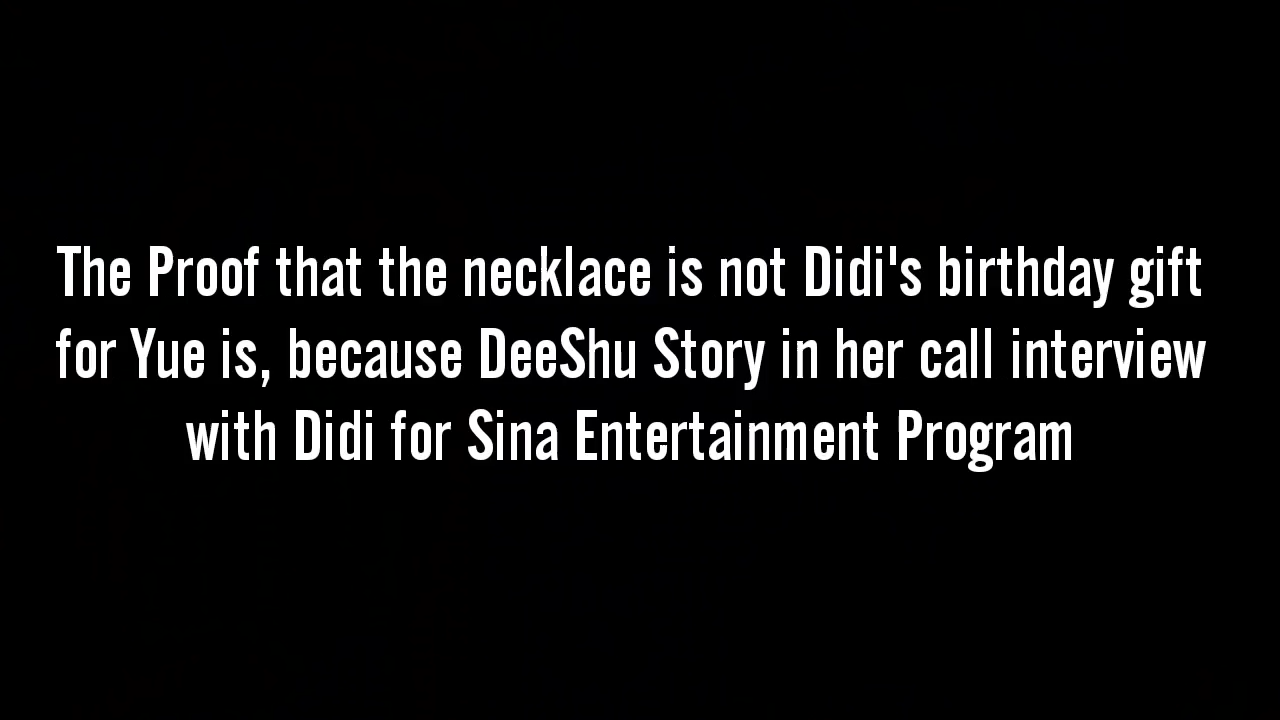 The Proof that the necklace is not Didi's birthday gift
for Yue is, because DeeShu Story in her call interview
with Didi for Sina Entertainment Program